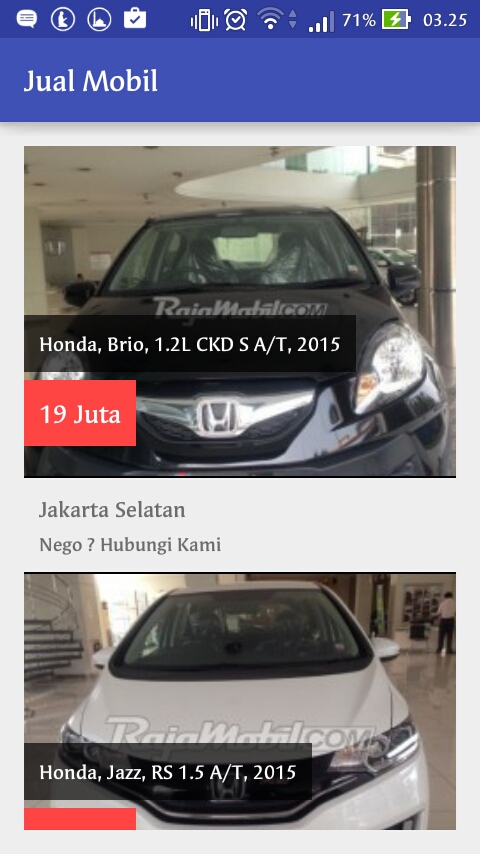 71% 03.25
Jual Mobil
RajaMobil.COM
Honda, Brio, 1.2L CKD S A/T, 2015
19 Juta
Jakarta Selatan
Nego ? Hubungi Kami
RajaMobil.COM
Honda, Jazz, RS 1.5 A/T, 2015